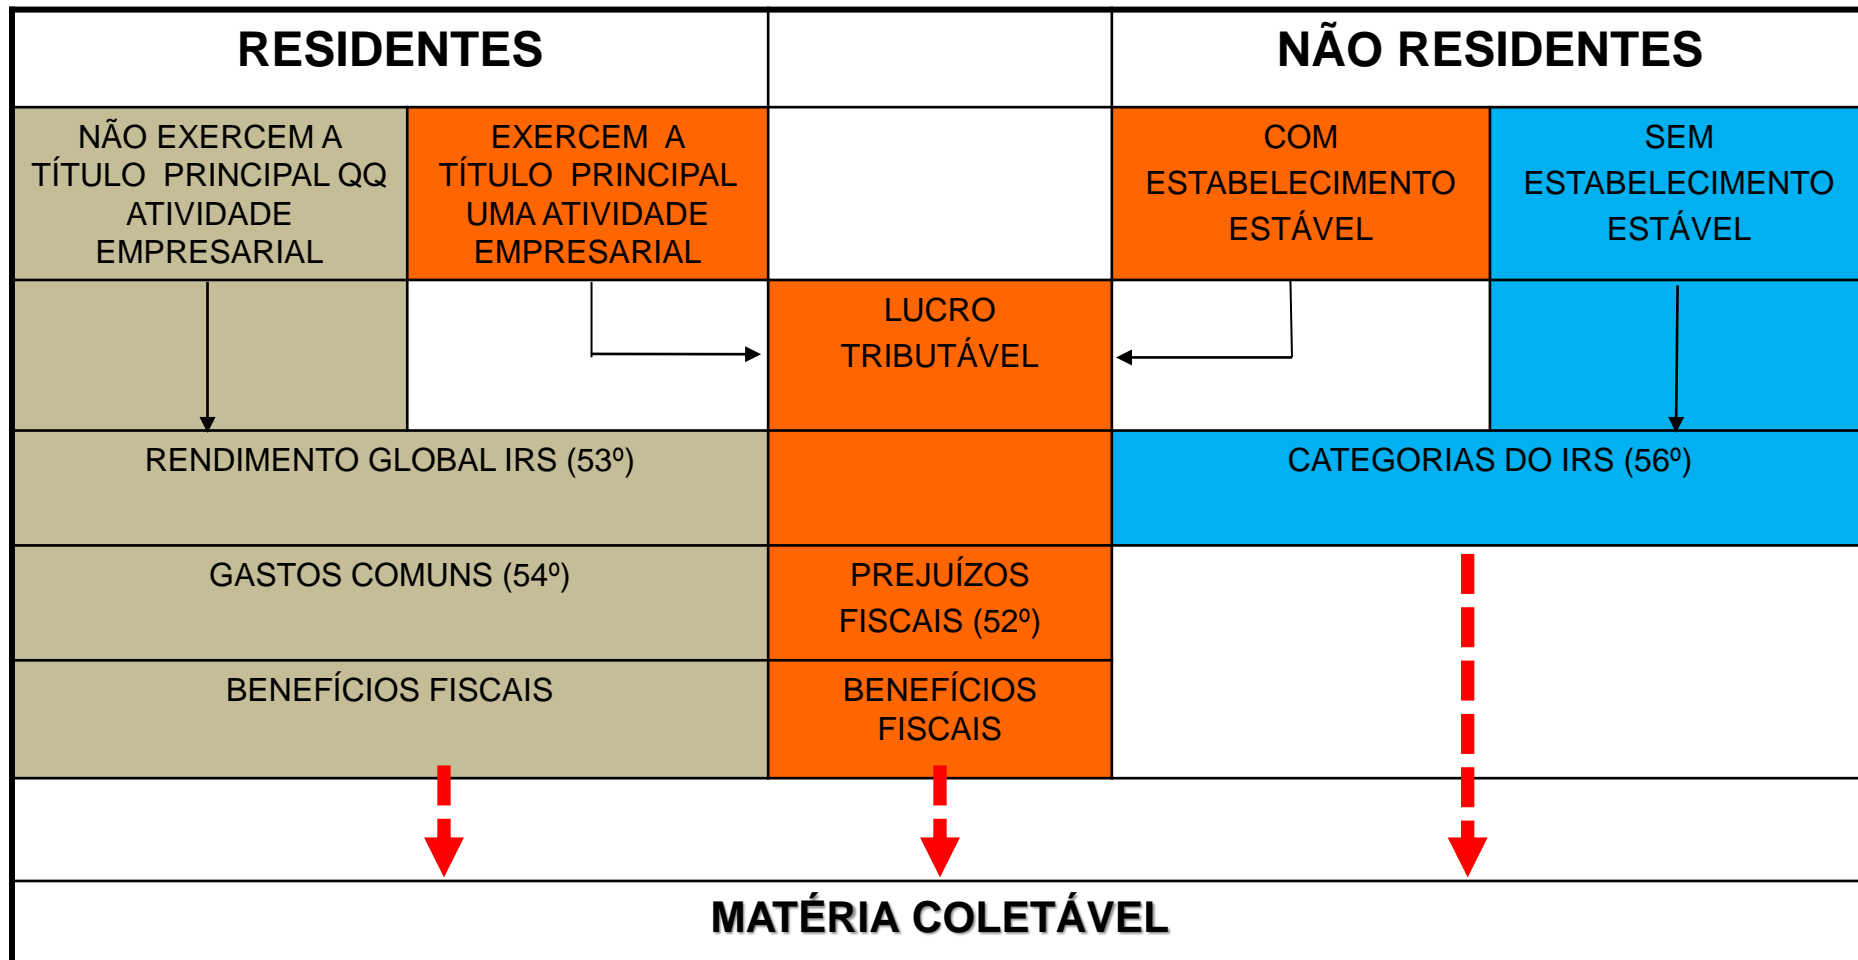 RESIDENTES
NÃO RESIDENTES
NÃO EXERCEM A
TÍTULO PRINCIPAL QQ
ATIVIDADE
EMPRESARIAL
EXERCEM A
TÍTULO PRINCIPAL
UMA ATIVIDADE
EMPRESARIAL
COM
ESTABELECIMENTO
ESTÁVEL
SEM
ESTABELECIMENTO
ESTÁVEL
LUCRO
TRIBUTÁVEL
RENDIMENTO GLOBAL IRS (53º)
CATEGORIAS DO IRS (56º)
GASTOS COMUNS (54º)
PREJUÍZOS
FISCAIS (52º)
BENEFÍCIOS FISCAIS
BENEFÍCIOS
FISCAIS
MATÉRIA COLETÁVEL